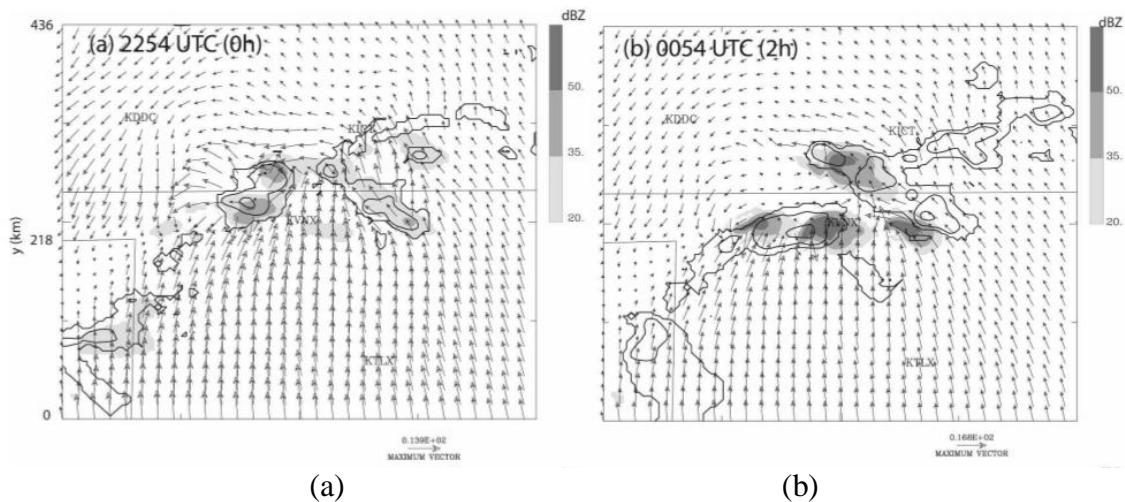 436
(a) 2254 UTC (0h)
dBZ
50.
35.
20.
KDDC
KVNX
y (km)
218
KTLX
0
0.139E+02
MAXIMUM VECTOR
(b) 0054 UTC (2h)
dBZ
50.
35.
20.
KDDC
KICT
KTLX
0.168E+02
MAXIMUM VECTOR
(a)
(b)